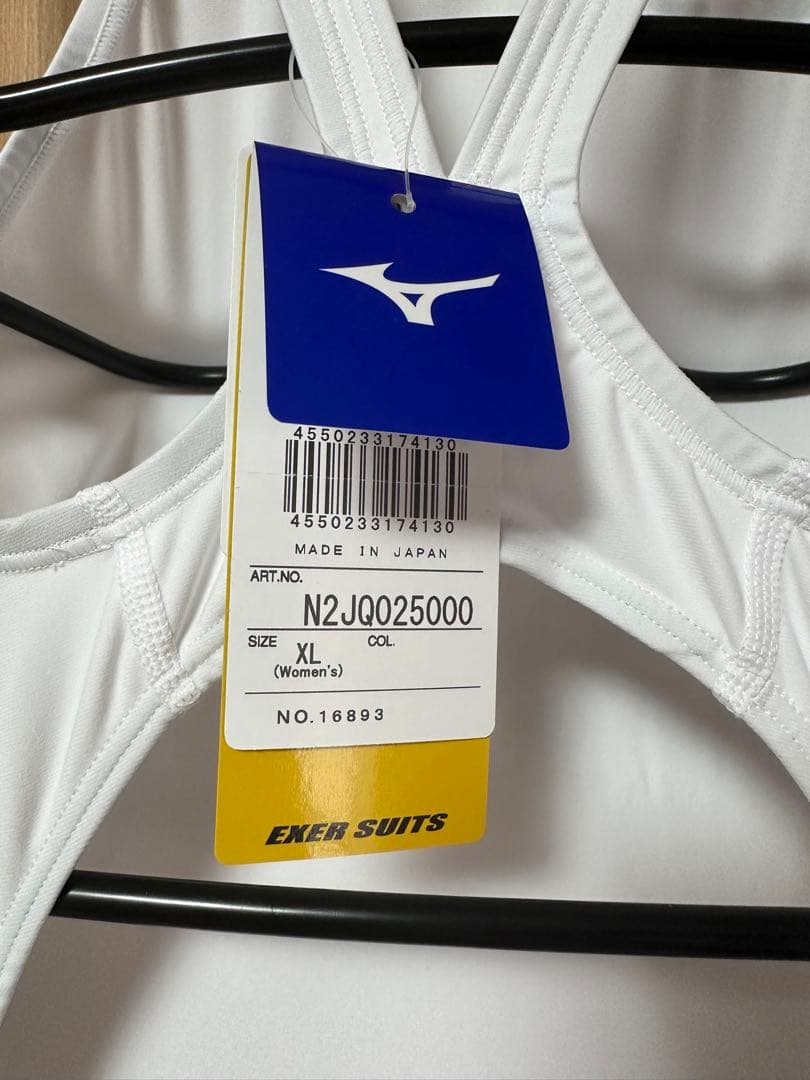 4550233174130
4550233174130
MADE IN JAPAN
ART.NO.
N2JQ025000
SIZE XL COL.
(Women's)
NO.16893
EXER SUITS